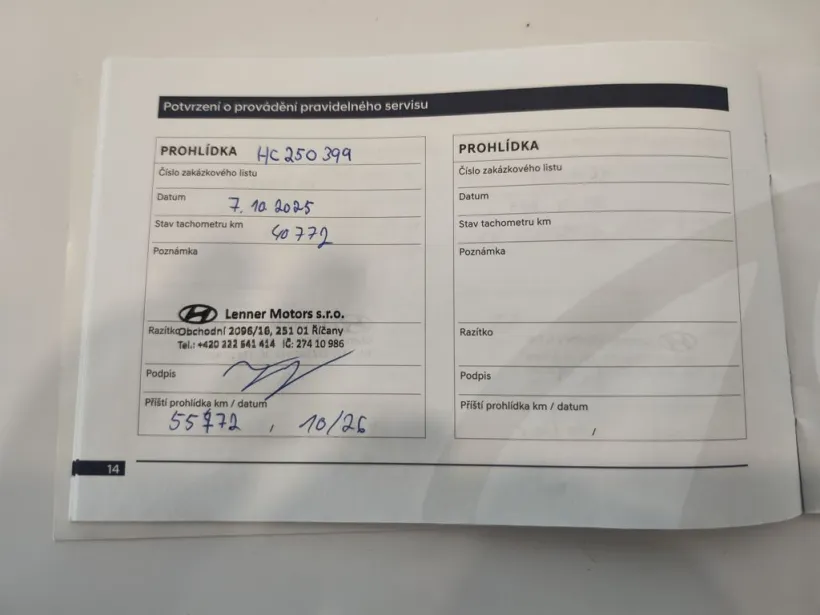 Potvrzení o provádění pravidelného servisu
PROHLÍDKA HC 250 399
Číslo zakázkového listu
Datum 7. 10. 2025
Stav tachometru km 40 772
Poznámka
Lenner Motors s.r.o.
Razítko Obchodní 2096/16, 251 01 Říčany
Tel.: +420 222 541 414 IČ: 274 10 986
Podpis
Příští prohlídka km / datum
55772 , 10/26
PROHLÍDKA
Číslo zakázkového listu
Datum
Stav tachometru km
Poznámka
Razítko
Podpis
Příští prohlídka km / datum
/
14